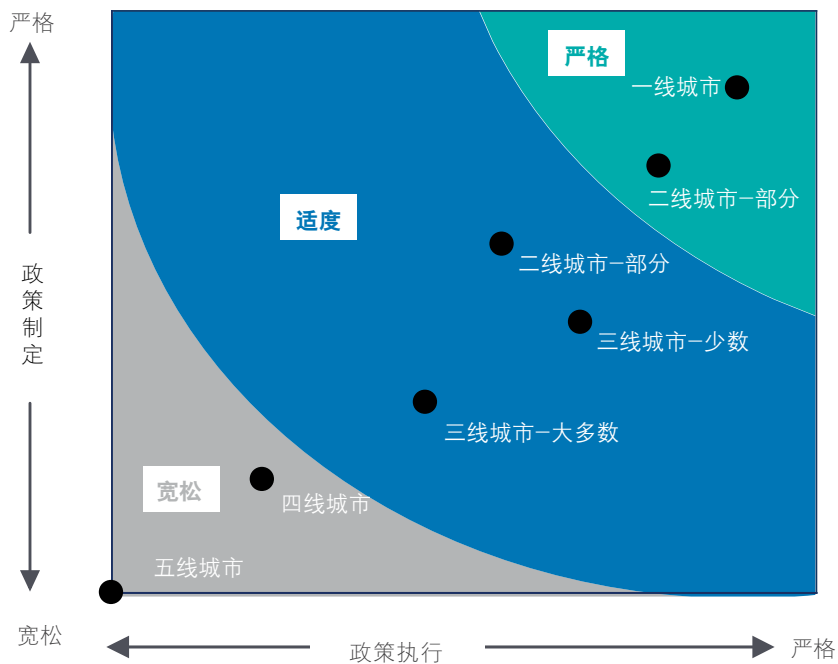 严格
严格
一线城市
二线城市-部分
适度
二线城市-部分
政策制定
三线城市-少数
三线城市-大多数
宽松
四线城市
五线城市
宽松
政策执行
严格